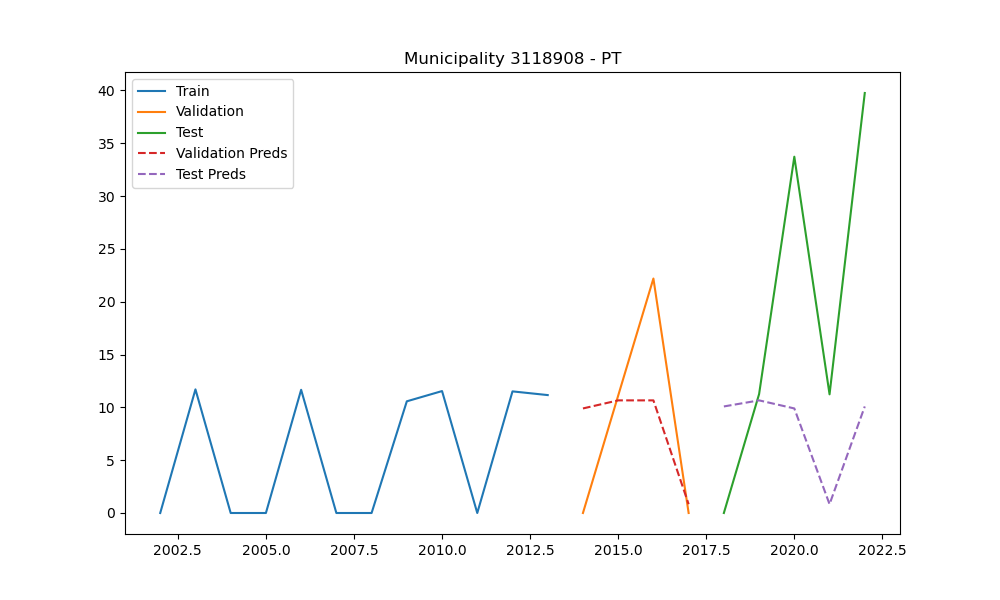 Municipality 3118908 - PT
Train
Validation
Test
Validation Preds
Test Preds
40
35
30
25
20
15
10
5
0
2002.5 2005.0 2007.5 2010.0 2012.5 2015.0 2017.5 2020.0 2022.5